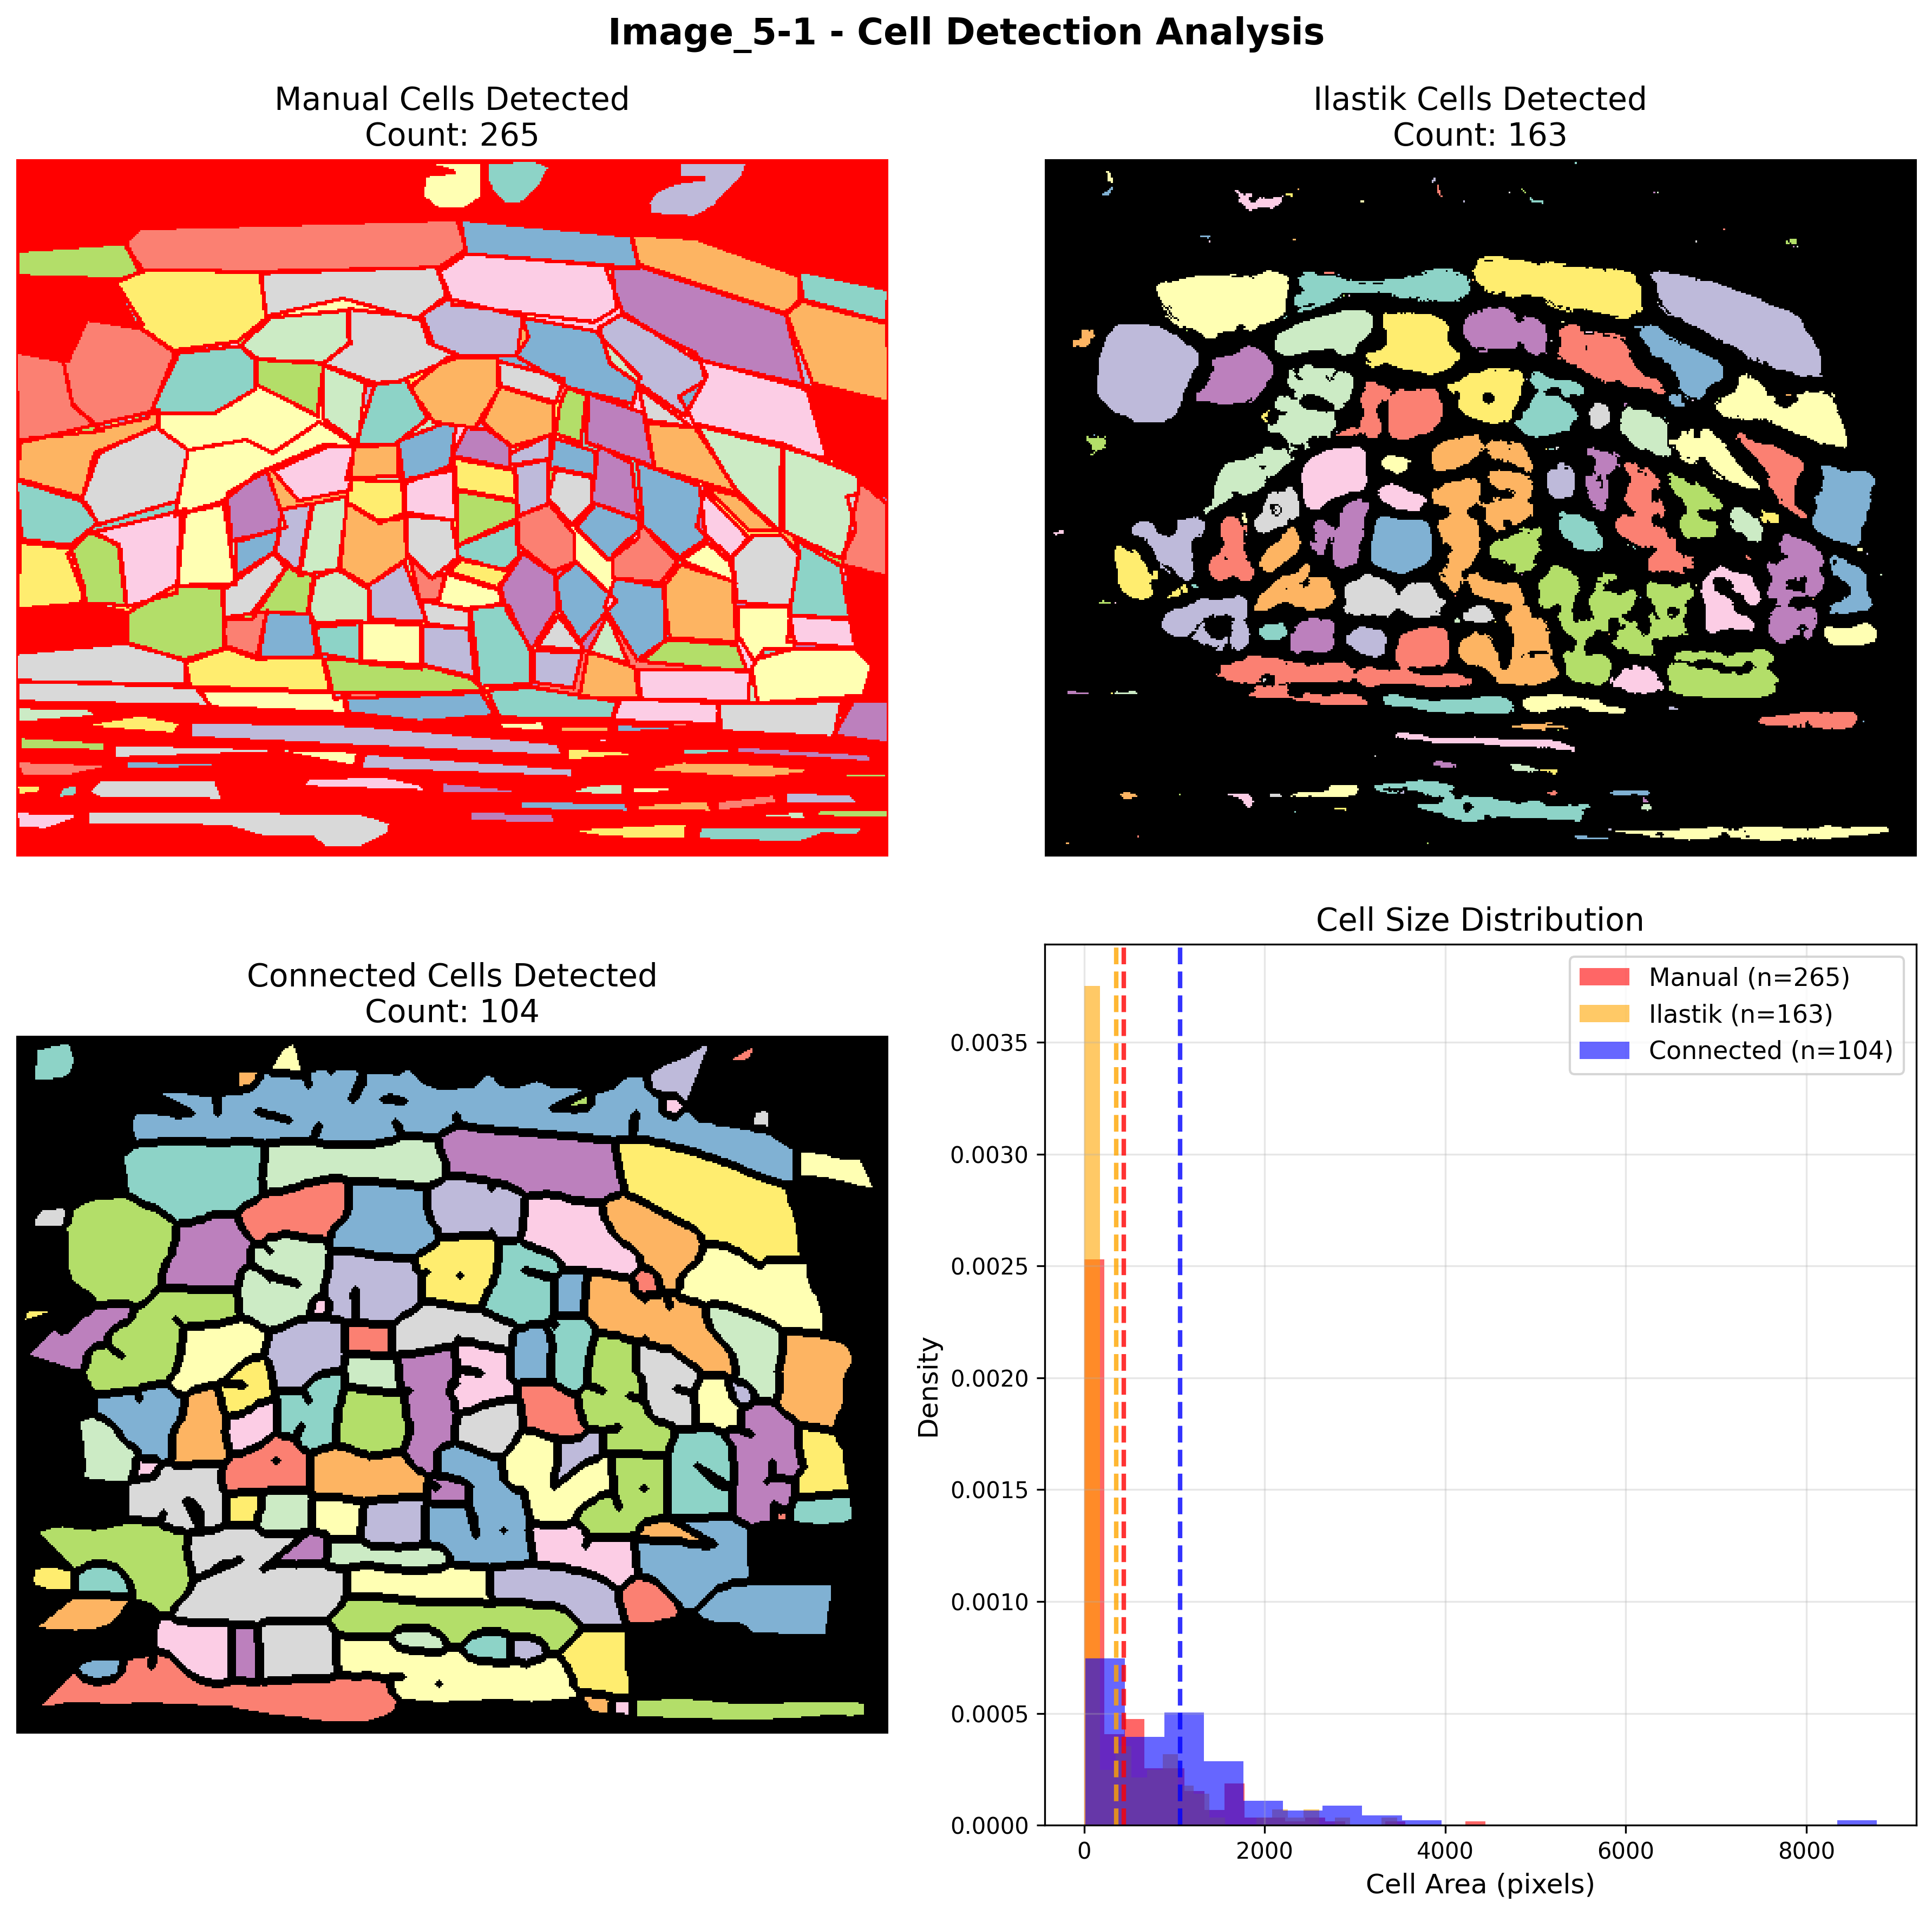 Image_5-1 - Cell Detection Analysis
Manual Cells Detected
Count: 265
Ilastik Cells Detected
Count: 163
Connected Cells Detected
Count: 104
Cell Size Distribution
Manual (n=265)
Ilastik (n=163)
Connected (n=104)
0.0035
0.0030
0.0025
0.0020
0.0015
0.0010
0.0005
0.0000
Density
0
2000
4000
6000
8000
Cell Area (pixels)